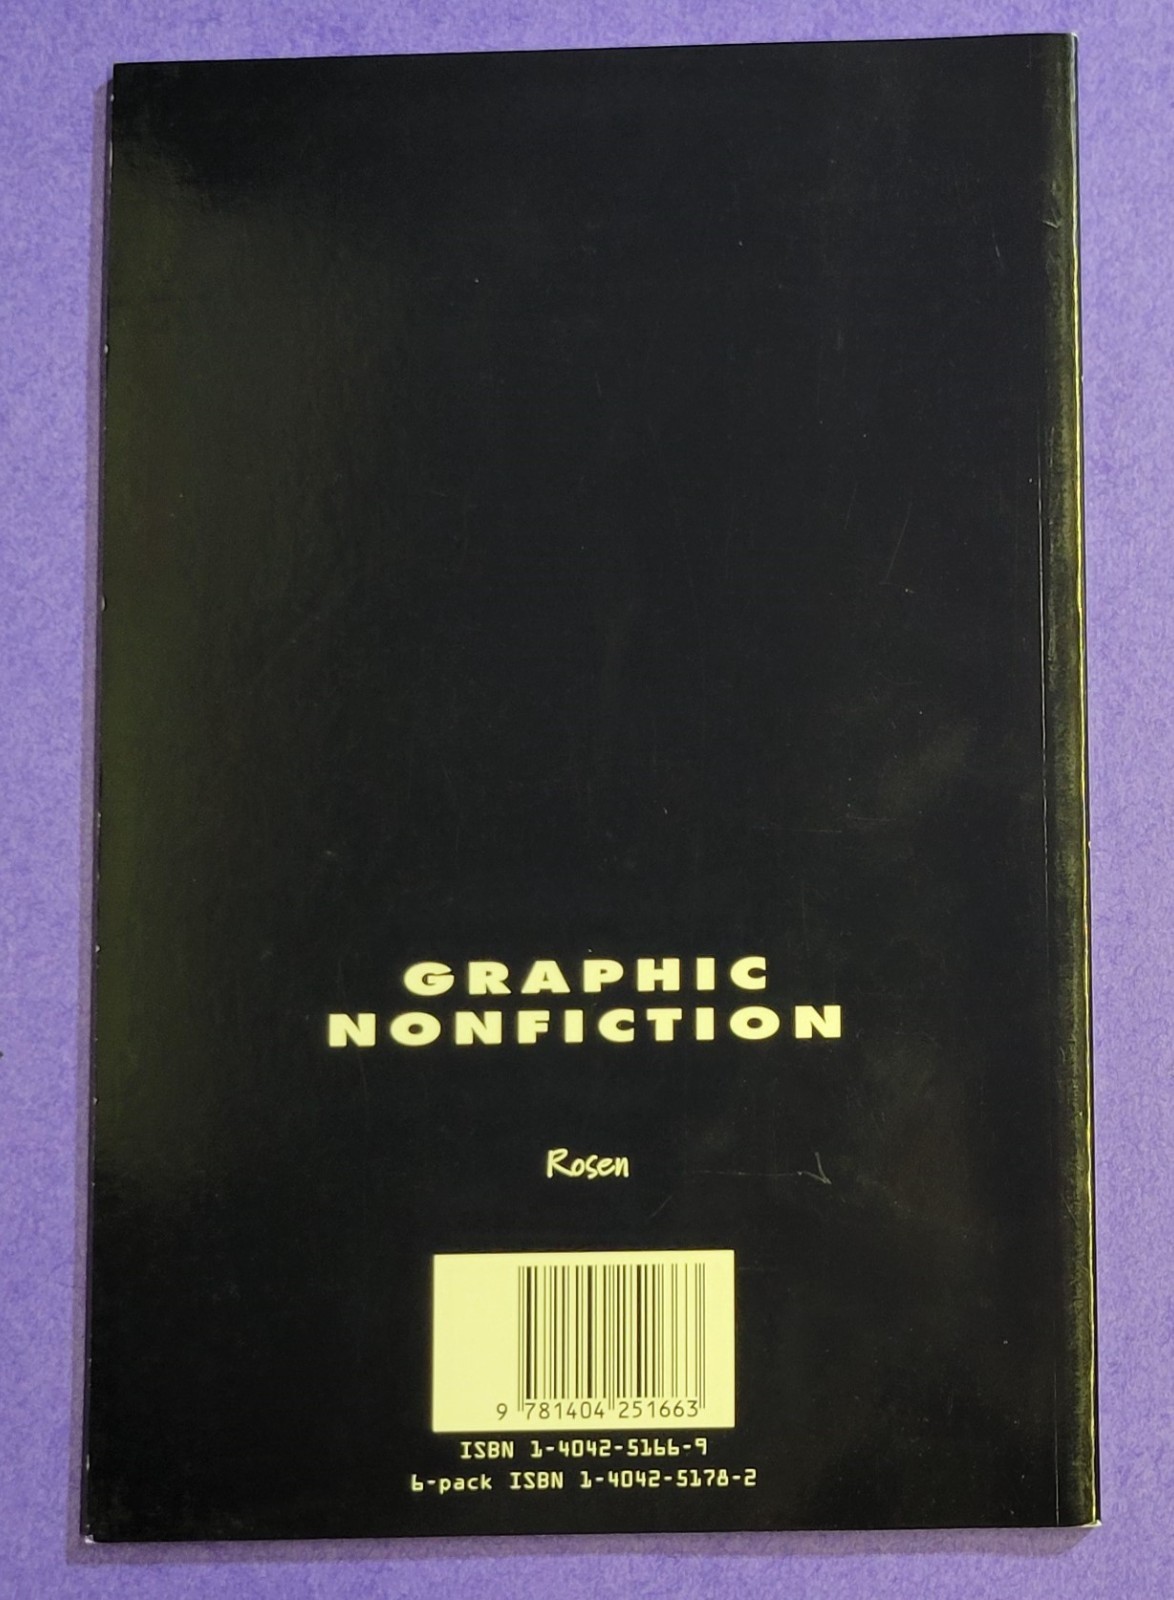 GRAPHIC
NONFICTION
Rosen
9 781404 251663
ISBN 1-4042-5166-9
6-pack ISBN 1-4042-5178-2